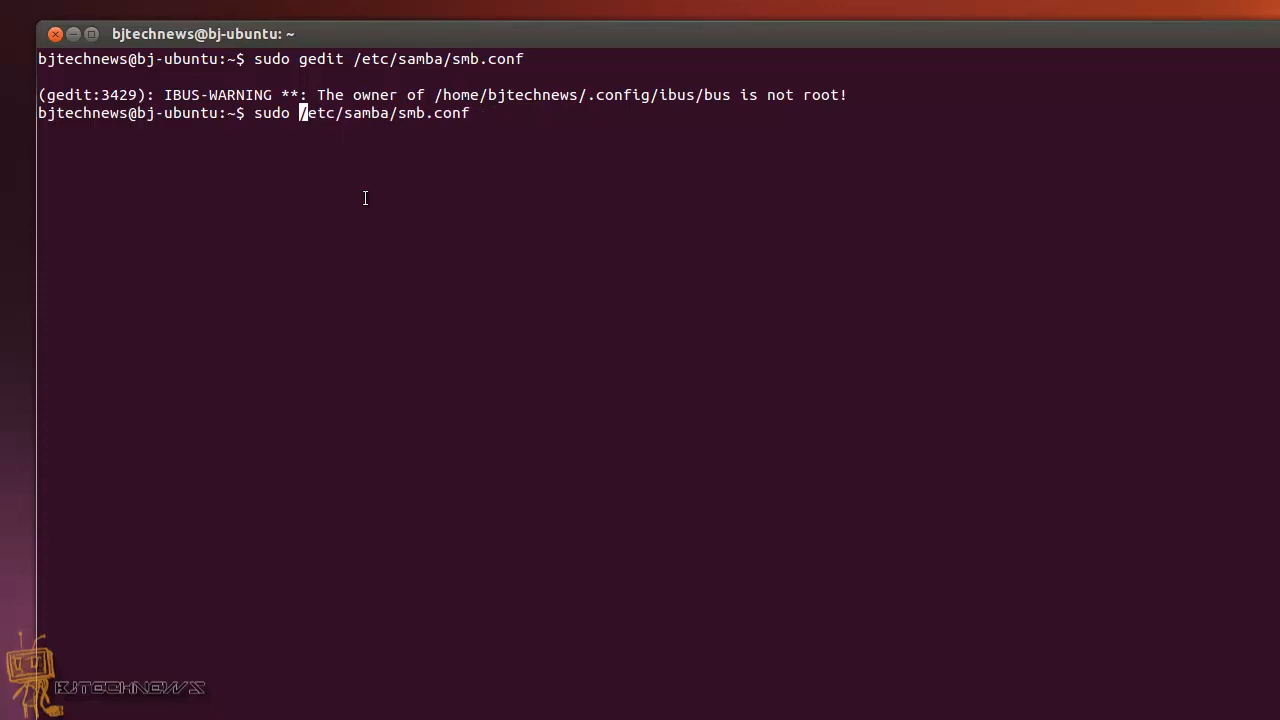 bjtechnews@bj-ubuntu: ~
bjtechnews@bj-ubuntu:~$ sudo gedit /etc/samba/smb.conf
(gedit:3429): IBUS-WARNING **: The owner of /home/bjtechnews/.config/ibus/bus is not root!
bjtechnews@bj-ubuntu:~$ sudo /etc/samba/smb.conf
BJTECHNEWS